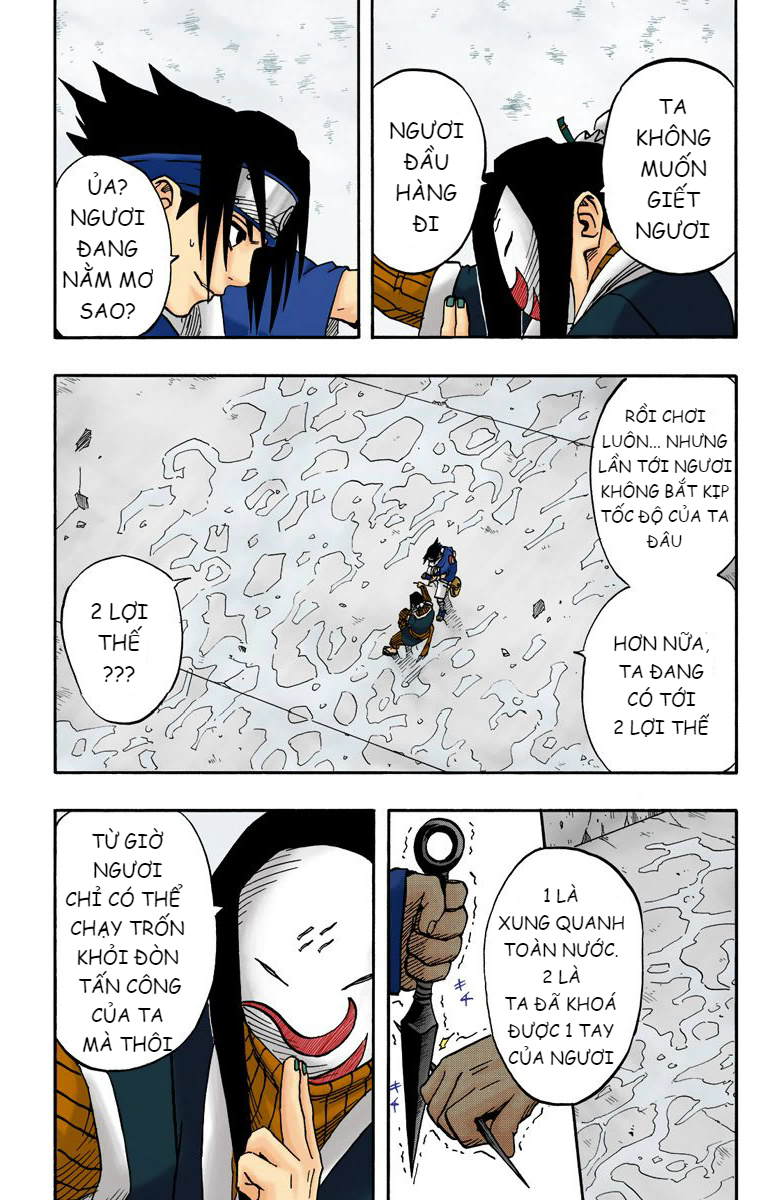 TA
KHÔNG
MUỐN
GIẾT
NGƯƠI
NGƯƠI
ĐẦU
HÀNG
ĐI
ỦA?
NGƯƠI
ĐANG
NẰM MƠ
SAO?
RỒI CHƠI
LUÔN... NHƯNG
LẦN TỚI NGƯƠI
KHÔNG BẮT KỊP
TỐC ĐỘ CỦA TA
ĐÂU
HƠN NỮA,
TA ĐANG
CÓ TỚI
2 LỢI THẾ
2 LỢI
THẾ
???
1 LÀ
XUNG QUANH
TOÀN NƯỚC.
2 LÀ
TA ĐÃ KHOÁ
ĐƯỢC 1 TAY
CỦA NGƯƠI
TỪ GIỜ
NGƯƠI
CHỈ CÓ THỂ
CHẠY TRỐN
KHỎI ĐÒN
TẤN CÔNG
CỦA TA
MÀ THÔI